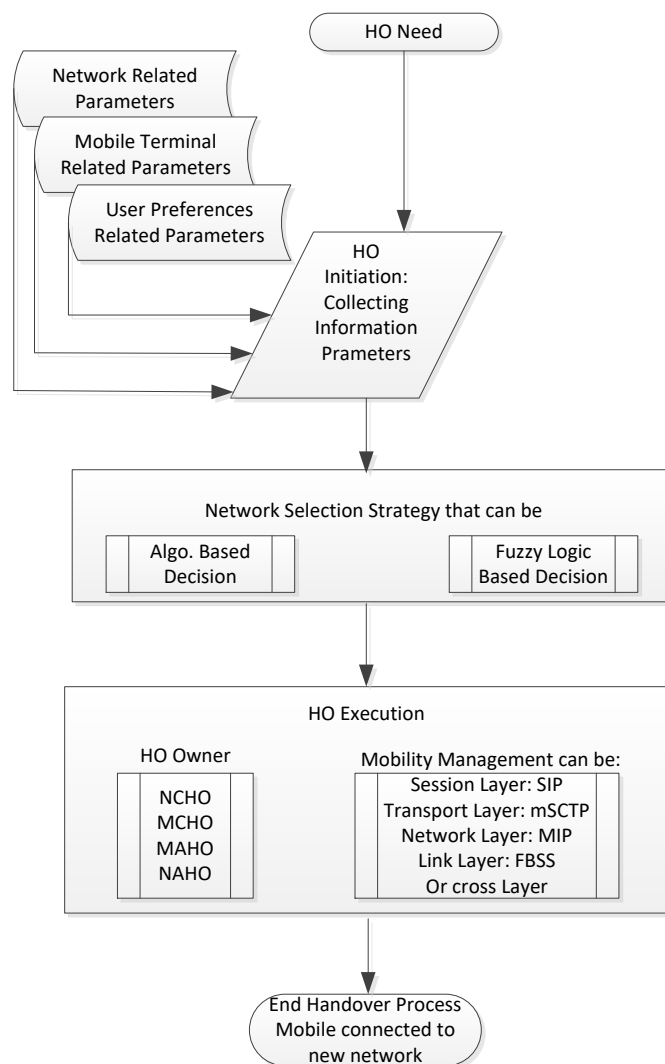 HO Need
Network Related
Parameters
Mobile Terminal
Related Parameters
User Preferences
Related Parameters
HO
Initiation:
Collecting
Information
Prameters
Network Selection Strategy that can be
Algo. Based
Decision
Fuzzy Logic
Based Decision
HO Execution
HO Owner
NCHO
MCHO
MAHO
NAHO
Mobility Management can be:
Session Layer: SIP
Transport Layer: mSCTP
Network Layer: MIP
Link Layer: FBSS
Or cross Layer
End Handover Process
Mobile connected to
new network